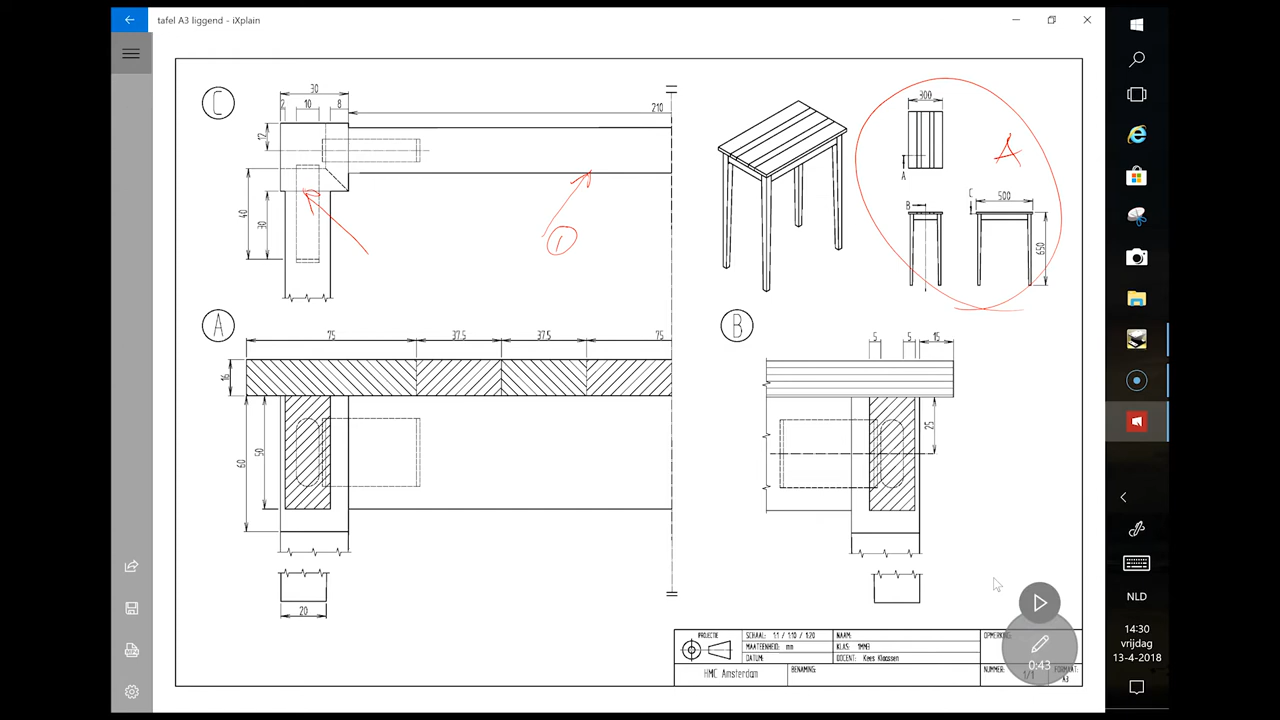 tafel A3 liggend - iXplain
C
30
2
10
8
210
12
40
30
1
300
A
A
B
C
500
650
A
75
37.5
37.5
75
16
60
50
20
B
5
5
15
25
PROJECTIE
SCHAAL: 1:1 / 1:10 / 1:20
MAATEENHEID: mm
DATUM:
NAAM:
KLAS: 1MM3
DOCENT: Kees Klaassen
OPMERKING:
HMC Amsterdam
BENAMING:
NUMMER:
1/1
FORMAAT
A3
0:43
NLD
14:30
vrijdag
13-4-2018